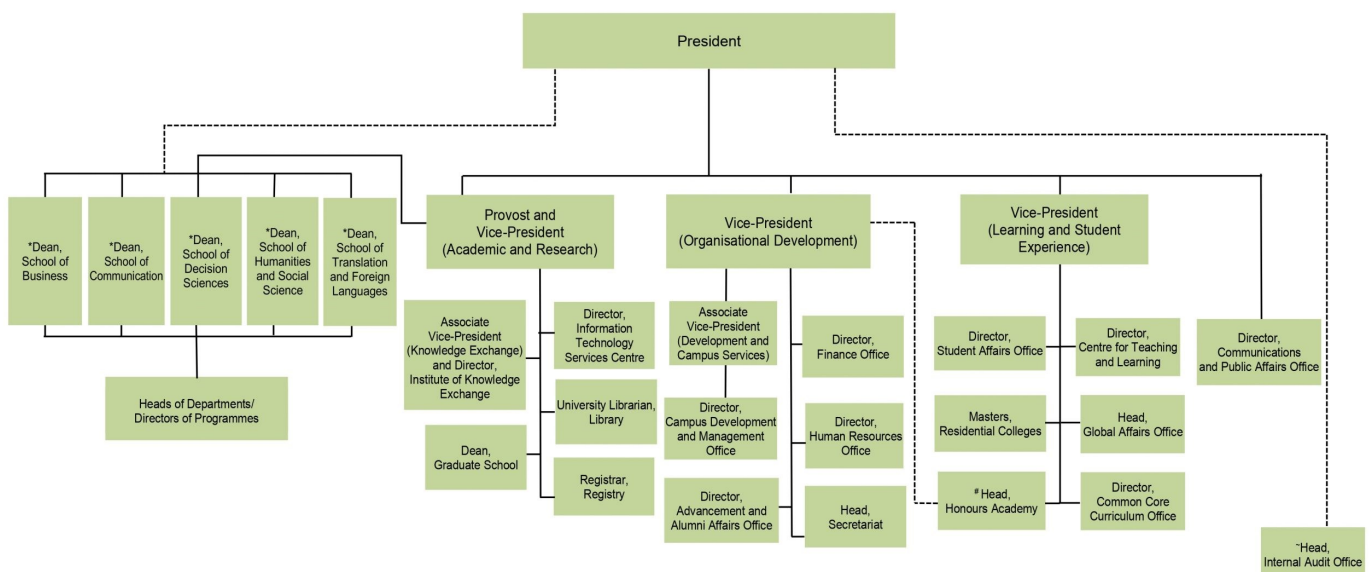 President
*Dean,
School of
Business
*Dean,
School of
Communication
*Dean,
School of
Decision
Sciences
*Dean,
School of
Humanities
and Social
Science
*Dean,
School of
Translation
and Foreign
Languages
Heads of Departments/
Directors of Programmes
Provost and
Vice-President
(Academic and Research)
Associate
Vice-President
(Knowledge Exchange)
and Director,
Institute of Knowledge
Exchange
Director,
Information
Technology
Services Centre
University Librarian,
Library
Dean,
Graduate School
Registrar,
Registry
Vice-President
(Organisational Development)
Associate
Vice-President
(Development and
Campus Services)
Director,
Finance Office
Director,
Campus Development
and Management
Office
Director,
Human Resources
Office
Director,
Advancement and
Alumni Affairs Office
Head,
Secretariat
Vice-President
(Learning and Student
Experience)
Director,
Student Affairs Office
Director,
Centre for Teaching
and Learning
Masters,
Residential Colleges
Head,
Global Affairs Office
# Head,
Honours Academy
Director,
Common Core
Curriculum Office
Director,
Communications
and Public Affairs Office
~Head,
Internal Audit Office